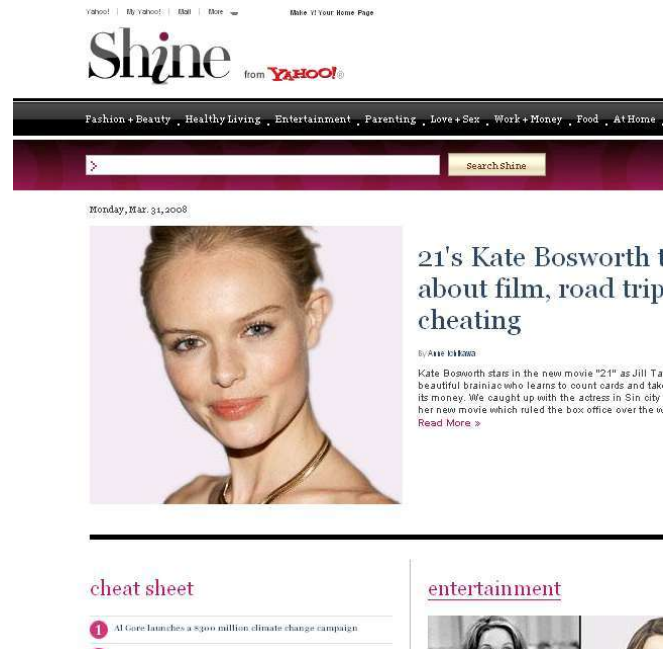 Yahoo! | My Yahoo! | Mail | More Make Y! Your Home Page
Shine from YAHOO!®
Fashion + Beauty . Healthy Living . Entertainment . Parenting . Love + Sex . Work + Money . Food . At Home .
> Search Shine
Monday, Mar. 31, 2008
21's Kate Bosworth t
about film, road trip
cheating
By Anne Ichikawa
Kate Bosworth stars in the new movie "21" as Jill Ta
beautiful brainiac who learns to count cards and take
its money. We caught up with the actress in Sin city
her new movie which ruled the box office over the w
Read More »
cheat sheet
entertainment
1 Al Gore launches a $300 million climate change campaign